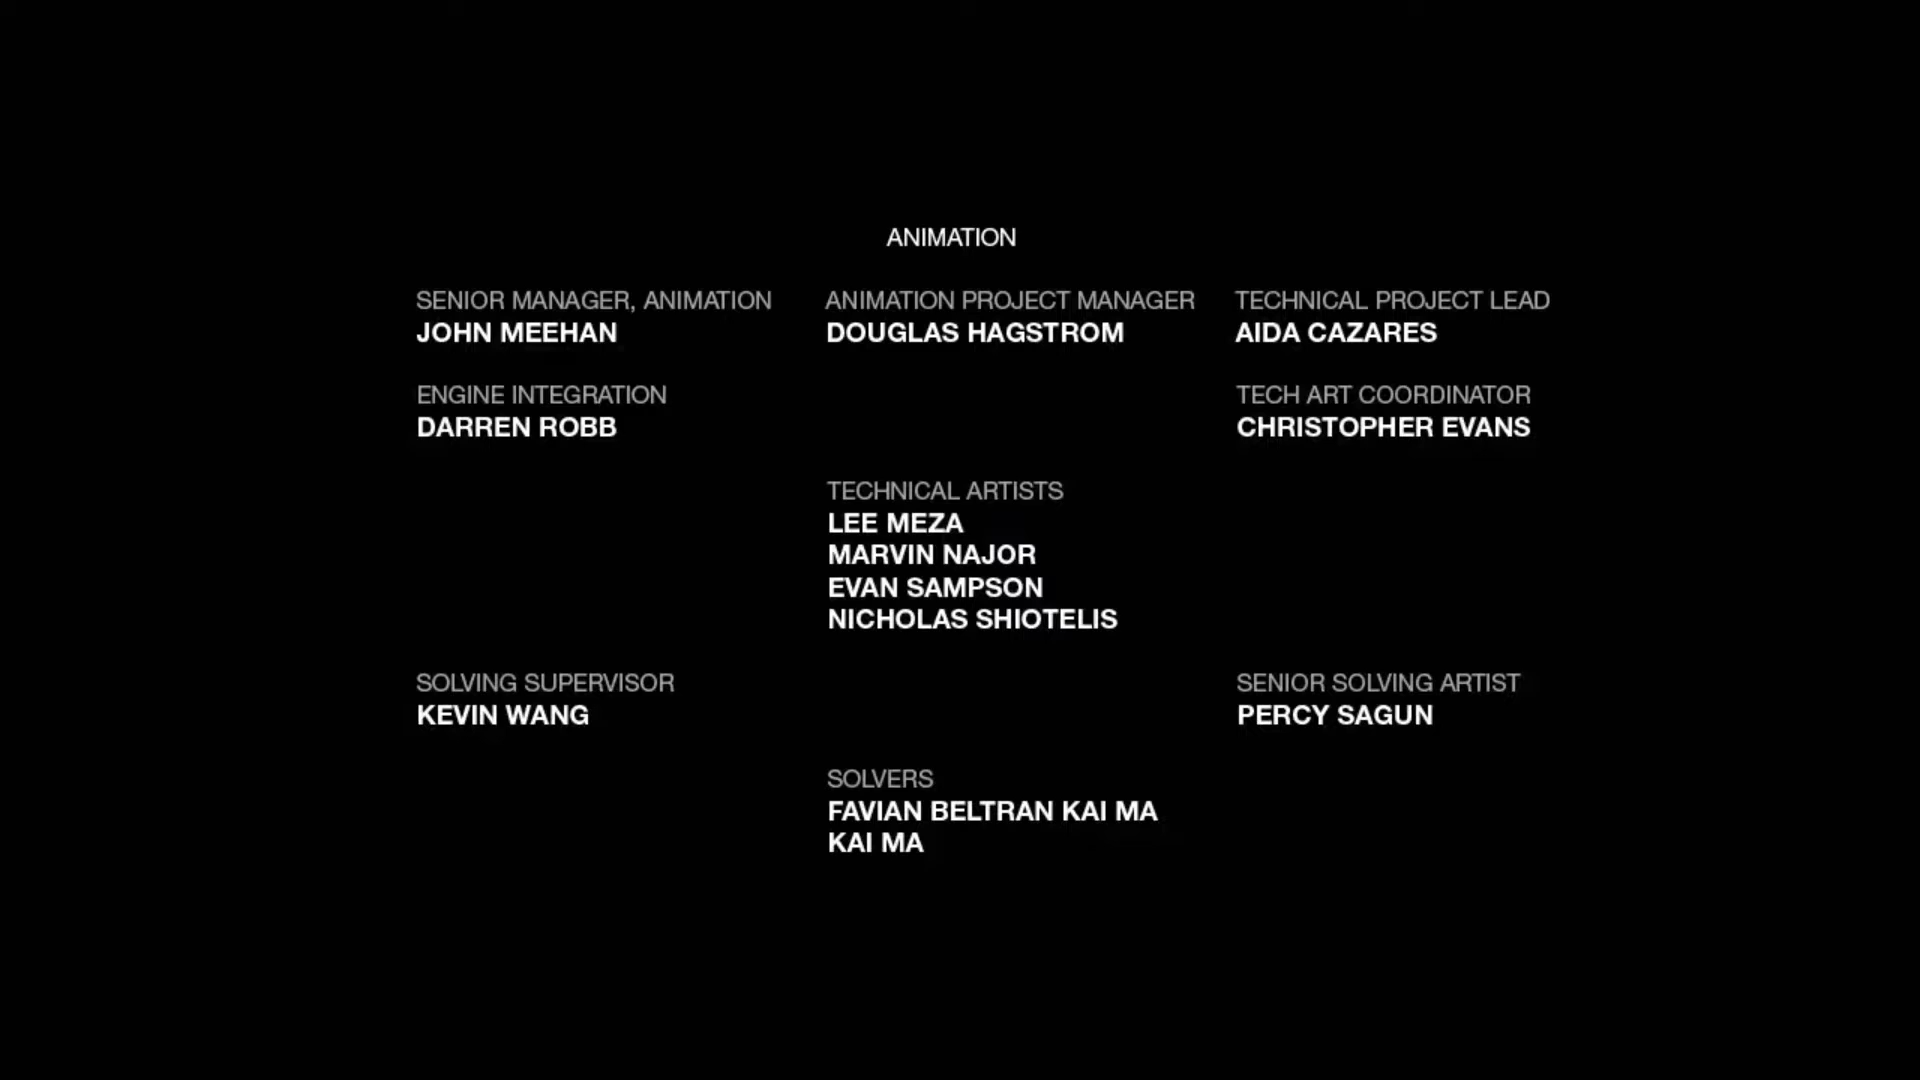 ANIMATION
SENIOR MANAGER, ANIMATION
JOHN MEEHAN
ANIMATION PROJECT MANAGER
DOUGLAS HAGSTROM
TECHNICAL PROJECT LEAD
AIDA CAZARES
ENGINE INTEGRATION
DARREN ROBB
TECH ART COORDINATOR
CHRISTOPHER EVANS
TECHNICAL ARTISTS
LEE MEZA
MARVIN NAJOR
EVAN SAMPSON
NICHOLAS SHIOTELIS
SOLVING SUPERVISOR
KEVIN WANG
SENIOR SOLVING ARTIST
PERCY SAGUN
SOLVERS
FAVIAN BELTRAN KAI MA
KAI MA